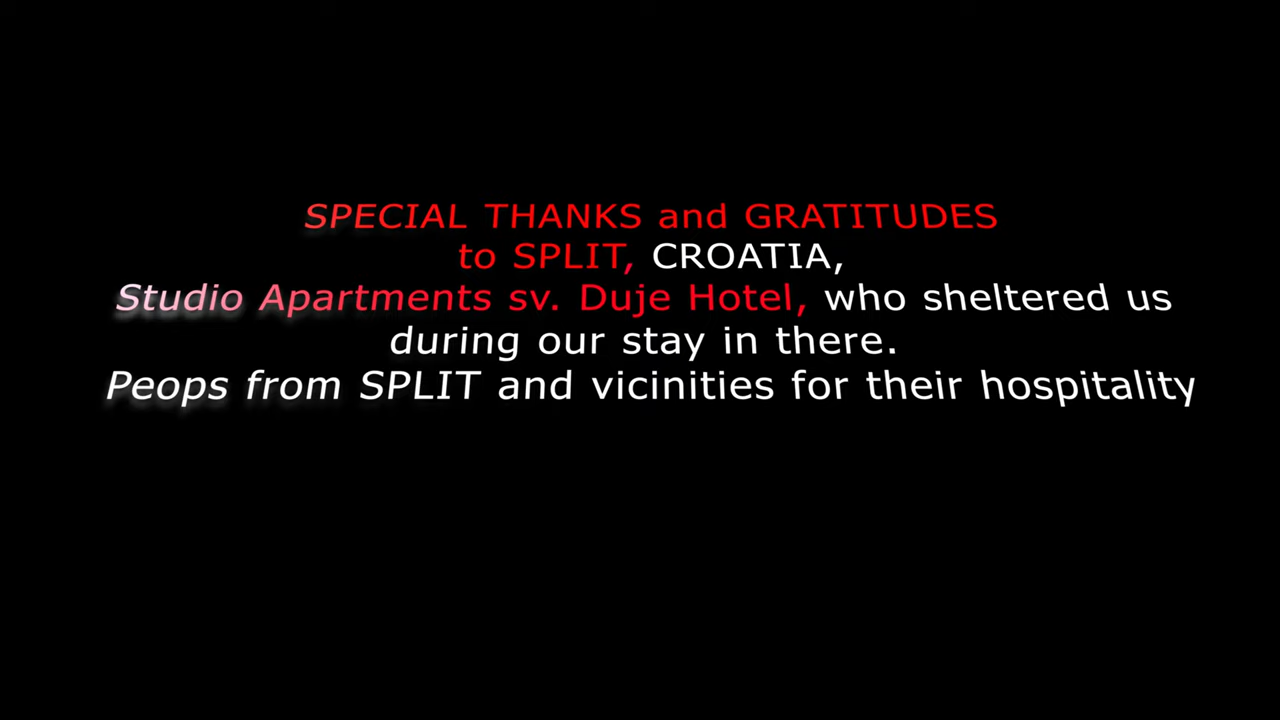 SPECIAL THANKS and GRATITUDES
to SPLIT, CROATIA,
Studio Apartments sv. Duje Hotel, who sheltered us
during our stay in there.
Peops from SPLIT and vicinities for their hospitality